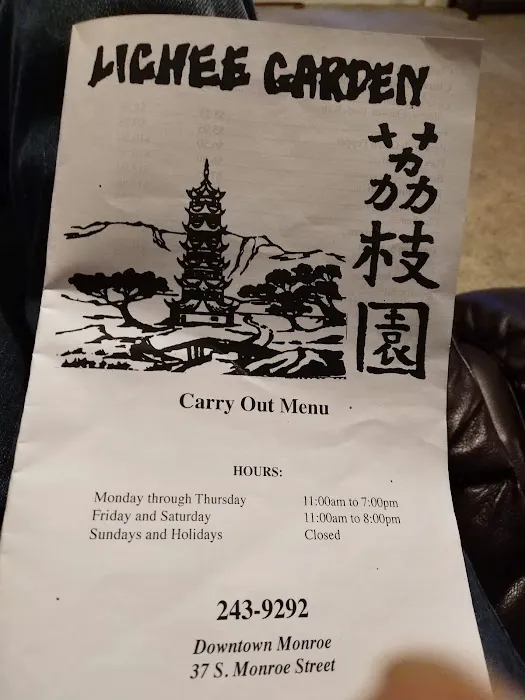 LICHEE GARDEN
荔枝園
Carry Out Menu
HOURS:
Monday through Thursday 11:00am to 7:00pm
Friday and Saturday 11:00am to 8:00pm
Sundays and Holidays Closed
243-9292
Downtown Monroe
37 S. Monroe Street